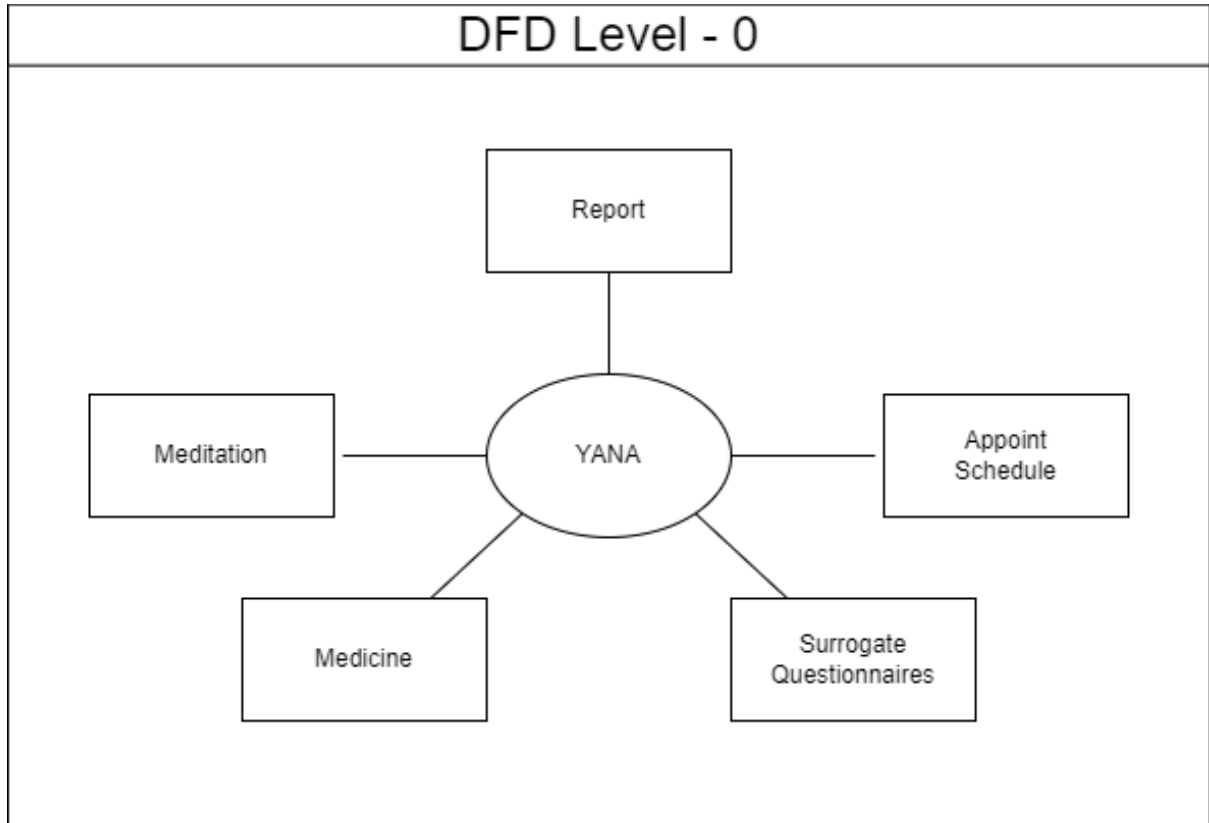 DFD Level - 0
Report
Meditation
YANA
Appoint
Schedule
Medicine
Surrogate
Questionnaires